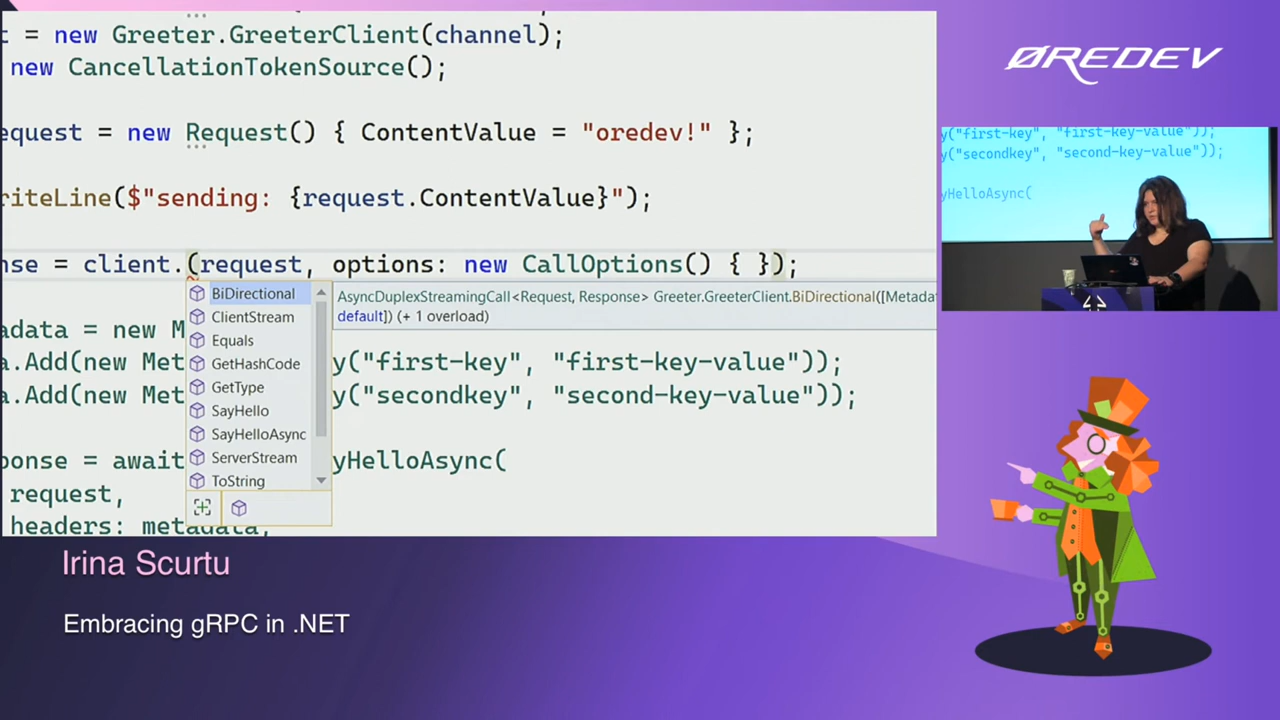 t = new Greeter.GreeterClient(channel);
new CancellationTokenSource();
equest = new Request() { ContentValue = "oredev!" };
riteLine($"sending: {request.ContentValue}");
nse = client.(request, options: new CallOptions() { });
BiDirectional
ClientStream
Equals
GetHashCode
GetType
SayHello
SayHelloAsync
ServerStream
ToString
AsyncDuplexStreamingCall<Request, Response> Greeter.GreeterClient.BiDirectional([Metadat
default]) (+ 1 overload)
adata = new M
a.Add(new Met y("first-key", "first-key-value"));
a.Add(new Met y("secondkey", "second-key-value"));
onse = await yHelloAsync(
request,
headers: metadata,
ØREDEV
y("first-key", "first-key-value"));
y("secondkey", "second-key-value"));
yHelloAsync(
Irina Scurtu
Embracing gRPC in .NET